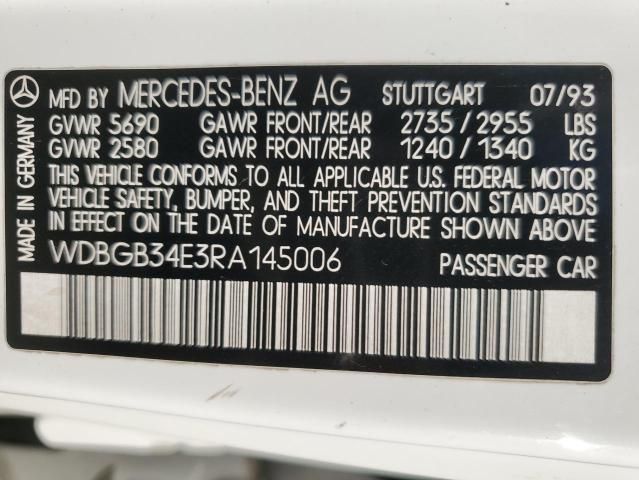 MADE IN GERMANY
MFD BY MERCEDES-BENZ AG STUTTGART 07/93
GVWR 5690 GAWR FRONT/REAR 2735/2955 LBS
GVWR 2580 GAWR FRONT/REAR 1240/1340 KG
THIS VEHICLE CONFORMS TO ALL APPLICABLE U.S. FEDERAL MOTOR
VEHICLE SAFETY, BUMPER, AND THEFT PREVENTION STANDARDS
IN EFFECT ON THE DATE OF MANUFACTURE SHOWN ABOVE
WDBGB34E3RA145006 PASSENGER CAR